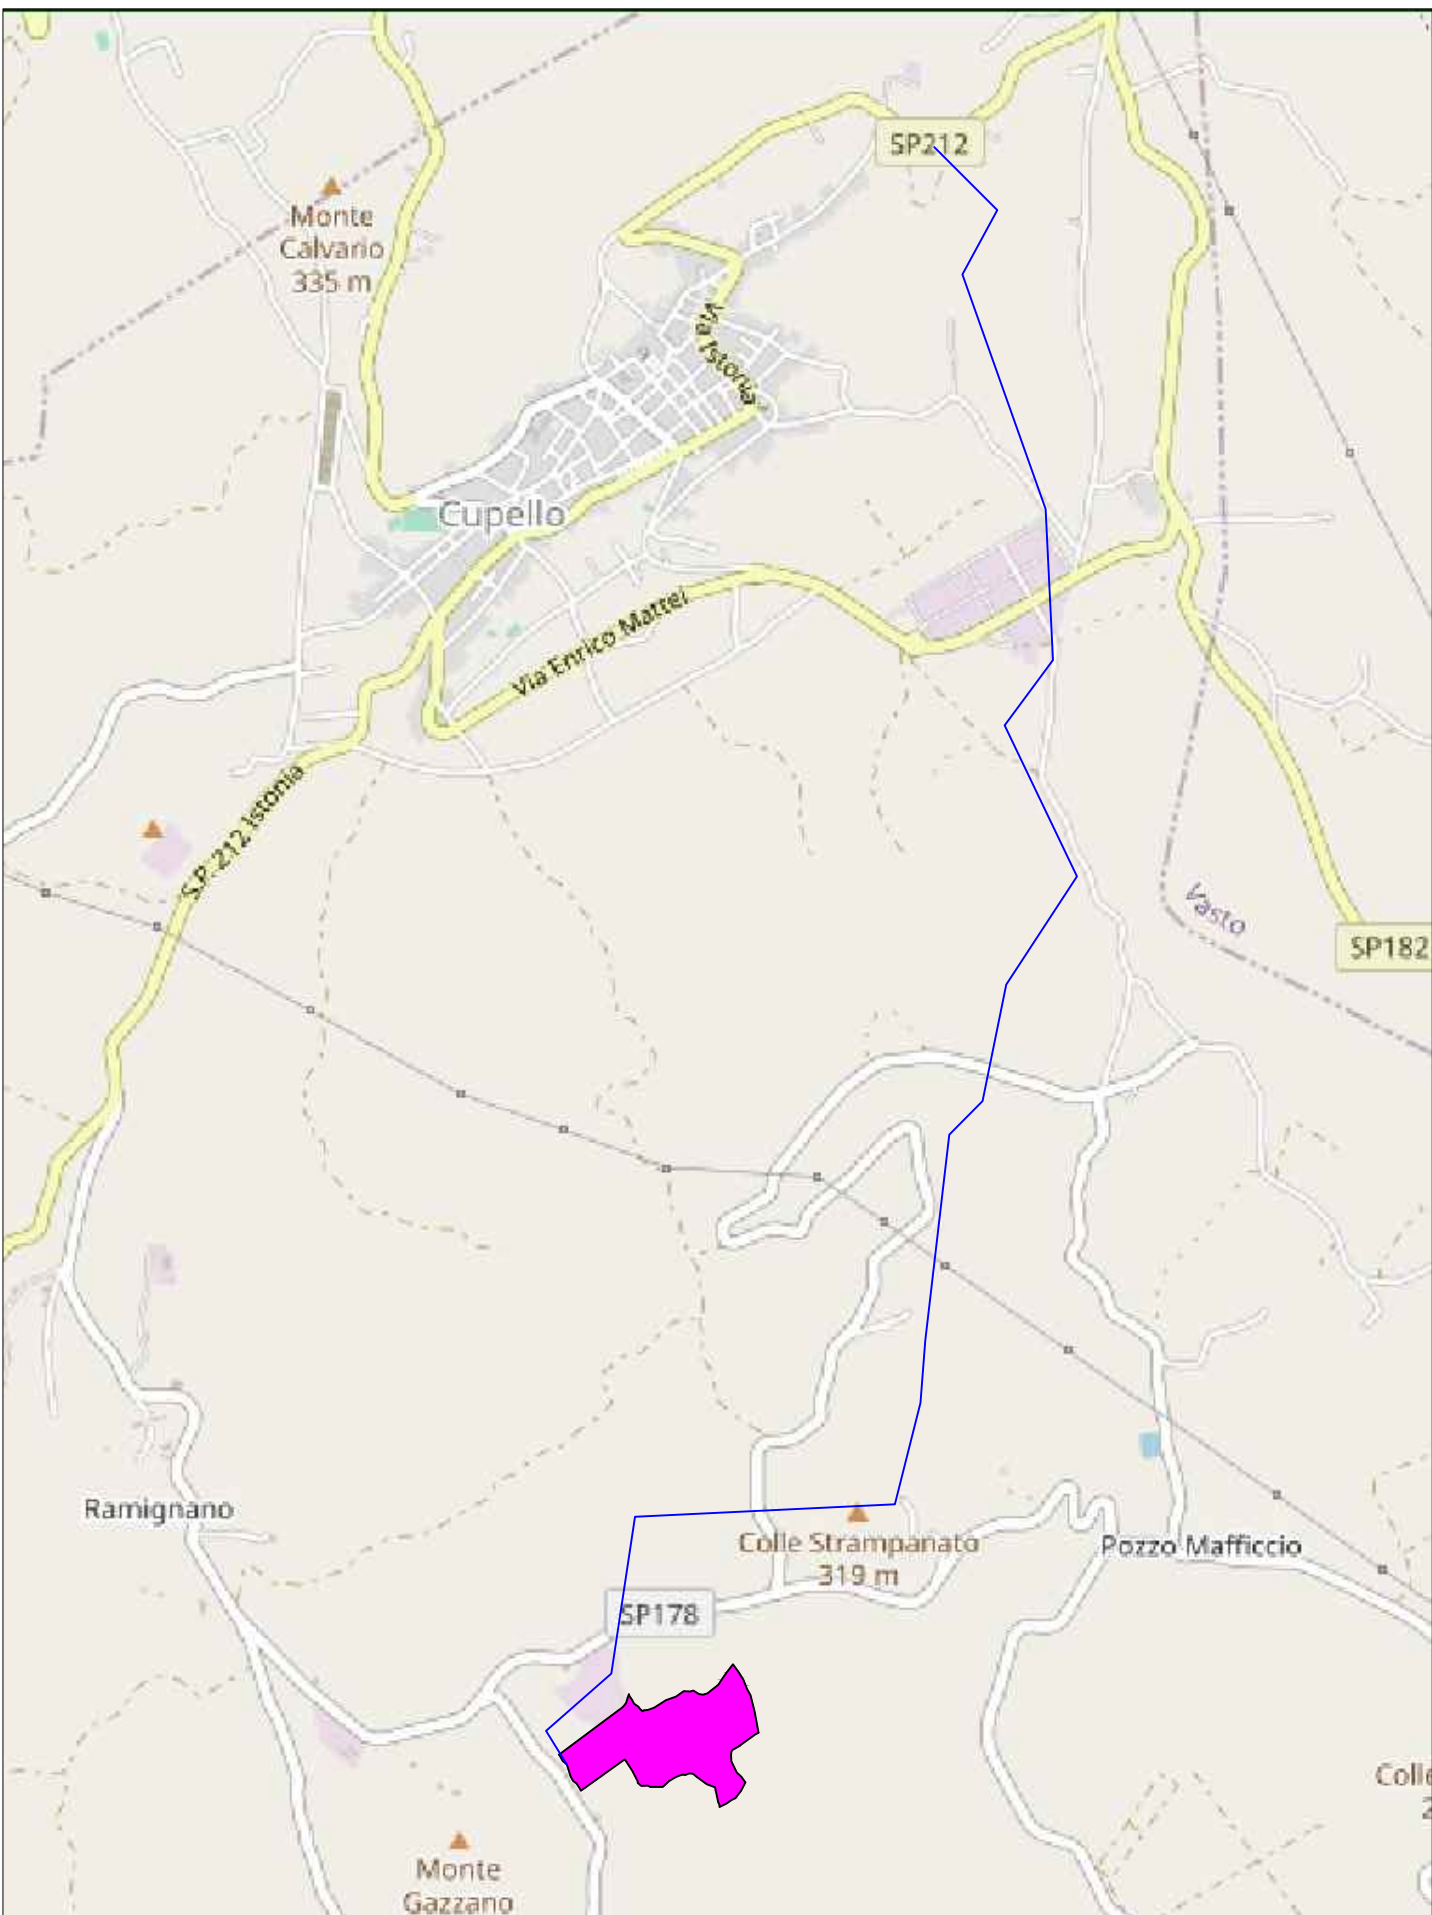 SP212
Monte
Calvario
335 m
Via Istonia
Cupello
Via Enrico Mattei
S.P. 212 Istonia
Vasto
SP182
Ramignano
Colle Strampanato
319 m
Pozzo Mafficcio
SP178
Colle
Monte
Gazzano